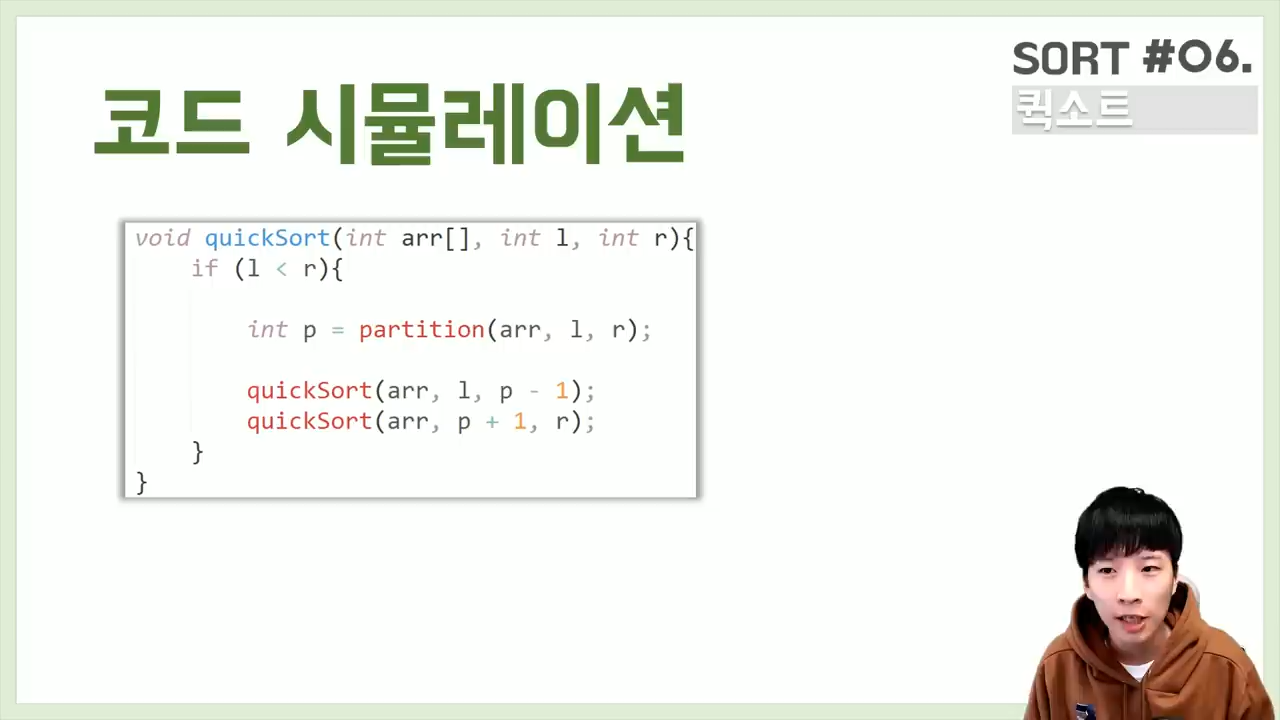 코드 시뮬레이션
SORT #06.
퀵소트
void quickSort(int arr[], int l, int r){
    if (l < r){
        int p = partition(arr, l, r);
        quickSort(arr, l, p - 1);
        quickSort(arr, p + 1, r);
    }
}